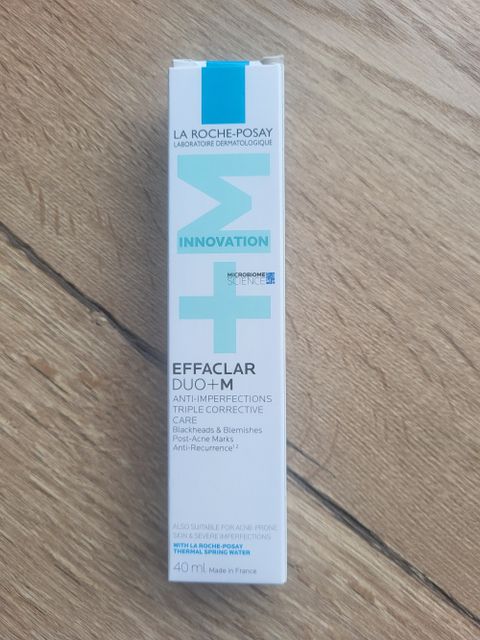 LA ROCHE-POSAY
LABORATOIRE DERMATOLOGIQUE
+M
INNOVATION
MICROBIOME
SCIENCE
EFFACLAR
DUO+M
ANTI-IMPERFECTIONS
TRIPLE CORRECTIVE
CARE
Blackheads & Blemishes
Post-Acne Marks
Anti-Recurrence¹˒²
ALSO SUITABLE FOR ACNE-PRONE
SKIN & SEVERE IMPERFECTIONS
WITH LA ROCHE-POSAY
THERMAL SPRING WATER
40 ml Made in France